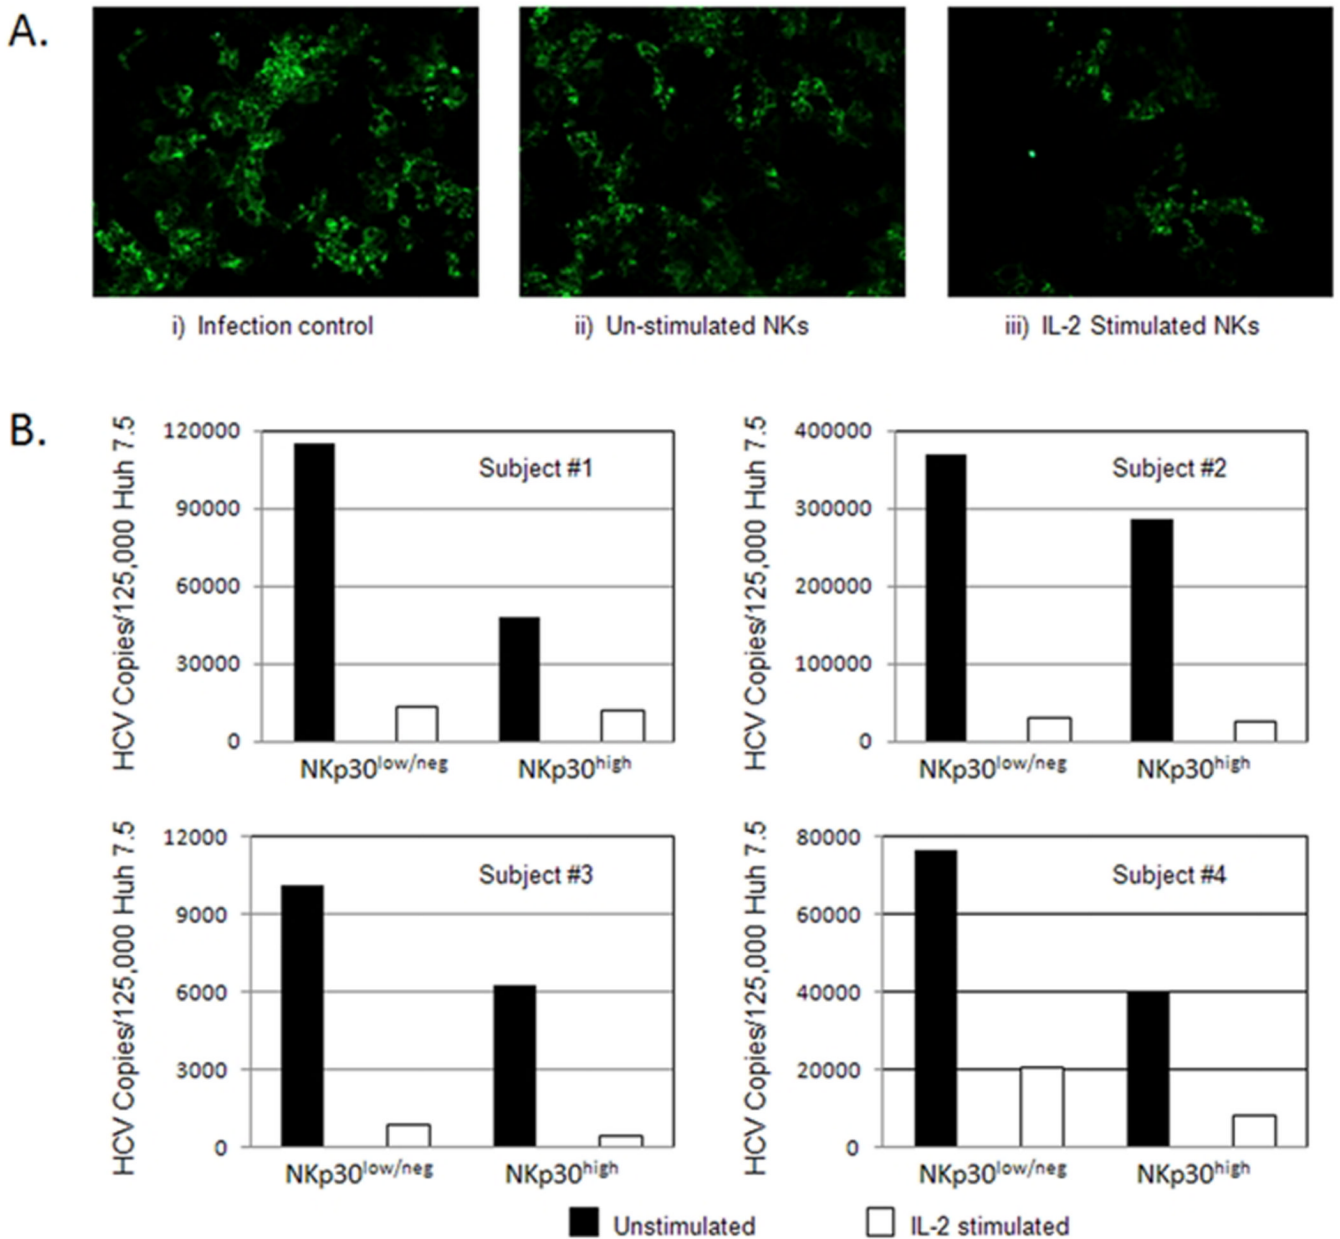 A.
i) Infection control
ii) Un-stimulated NKs
iii) IL-2 Stimulated NKs
B.
HCV Copies/125,000 Huh 7.5
120000
90000
60000
30000
0
Subject #1
NKp30low/neg
NKp30high
HCV Copies/125,000 Huh 7.5
400000
300000
200000
100000
0
Subject #2
NKp30low/neg
NKp30high
HCV Copies/125,000 Huh 7.5
12000
9000
6000
3000
0
Subject #3
NKp30low/neg
NKp30high
HCV Copies/125,000 Huh 7.5
80000
60000
40000
20000
0
Subject #4
NKp30low/neg
NKp30high
Unstimulated
IL-2 stimulated